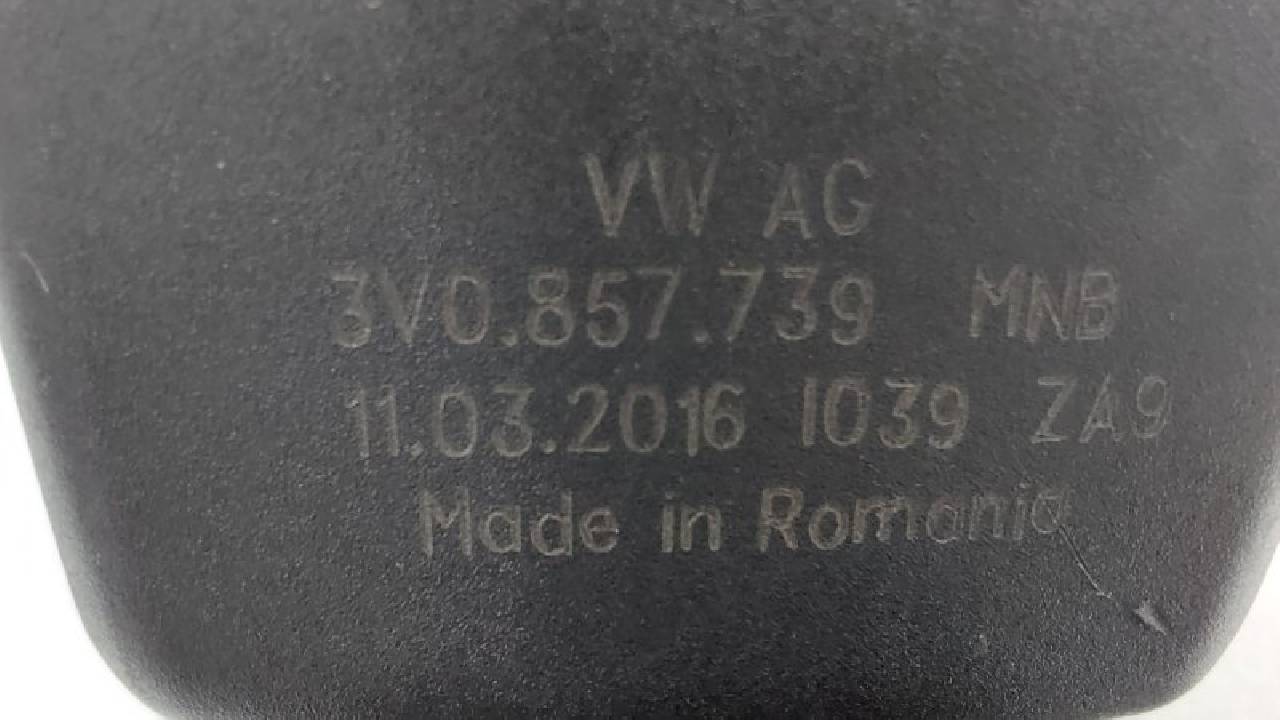 VW AG
3V0.857.739 MNB
11.03.2016 1039 ZA9
Made in Romania